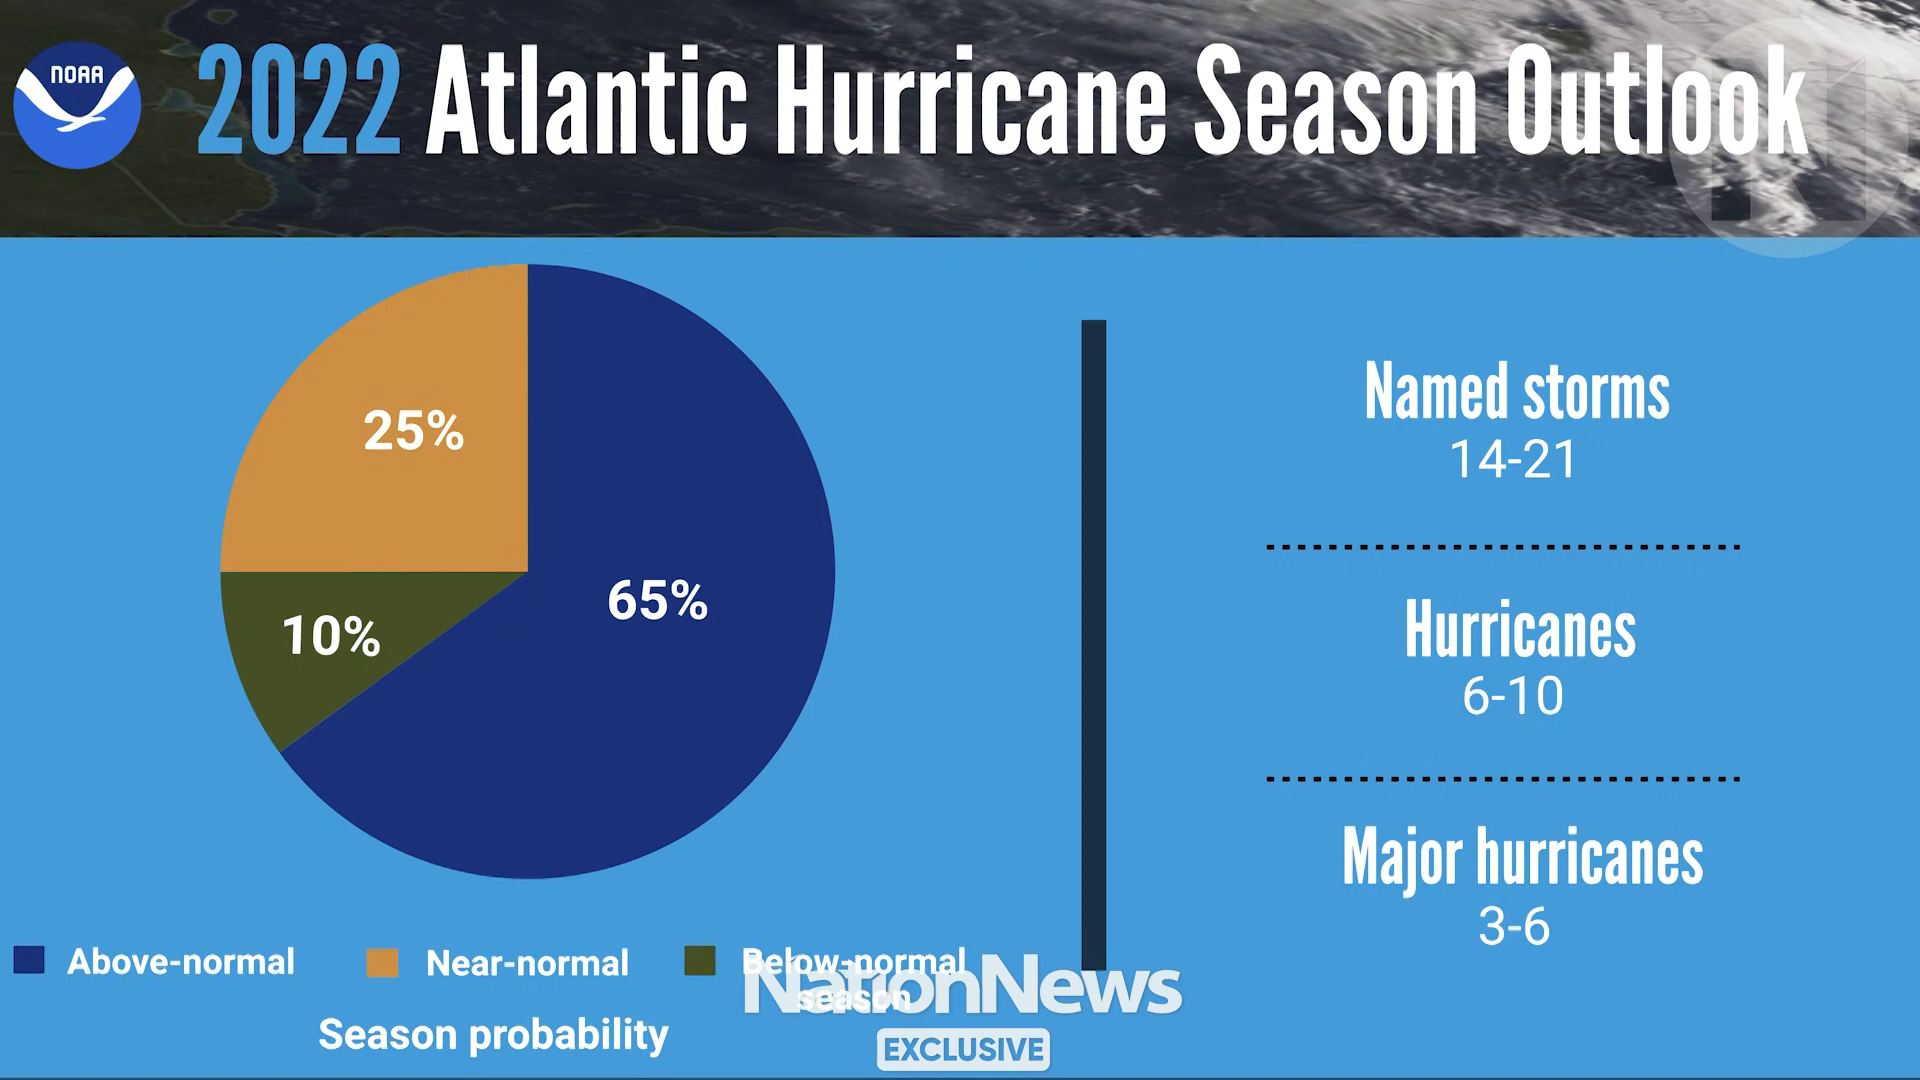 NOAA
2022 Atlantic Hurricane Season Outlook
25%
65%
10%
Named storms
14-21
Hurricanes
6-10
Major hurricanes
3-6
Above-normal
Near-normal
Below-normal
season
Season probability
NationNews
EXCLUSIVE